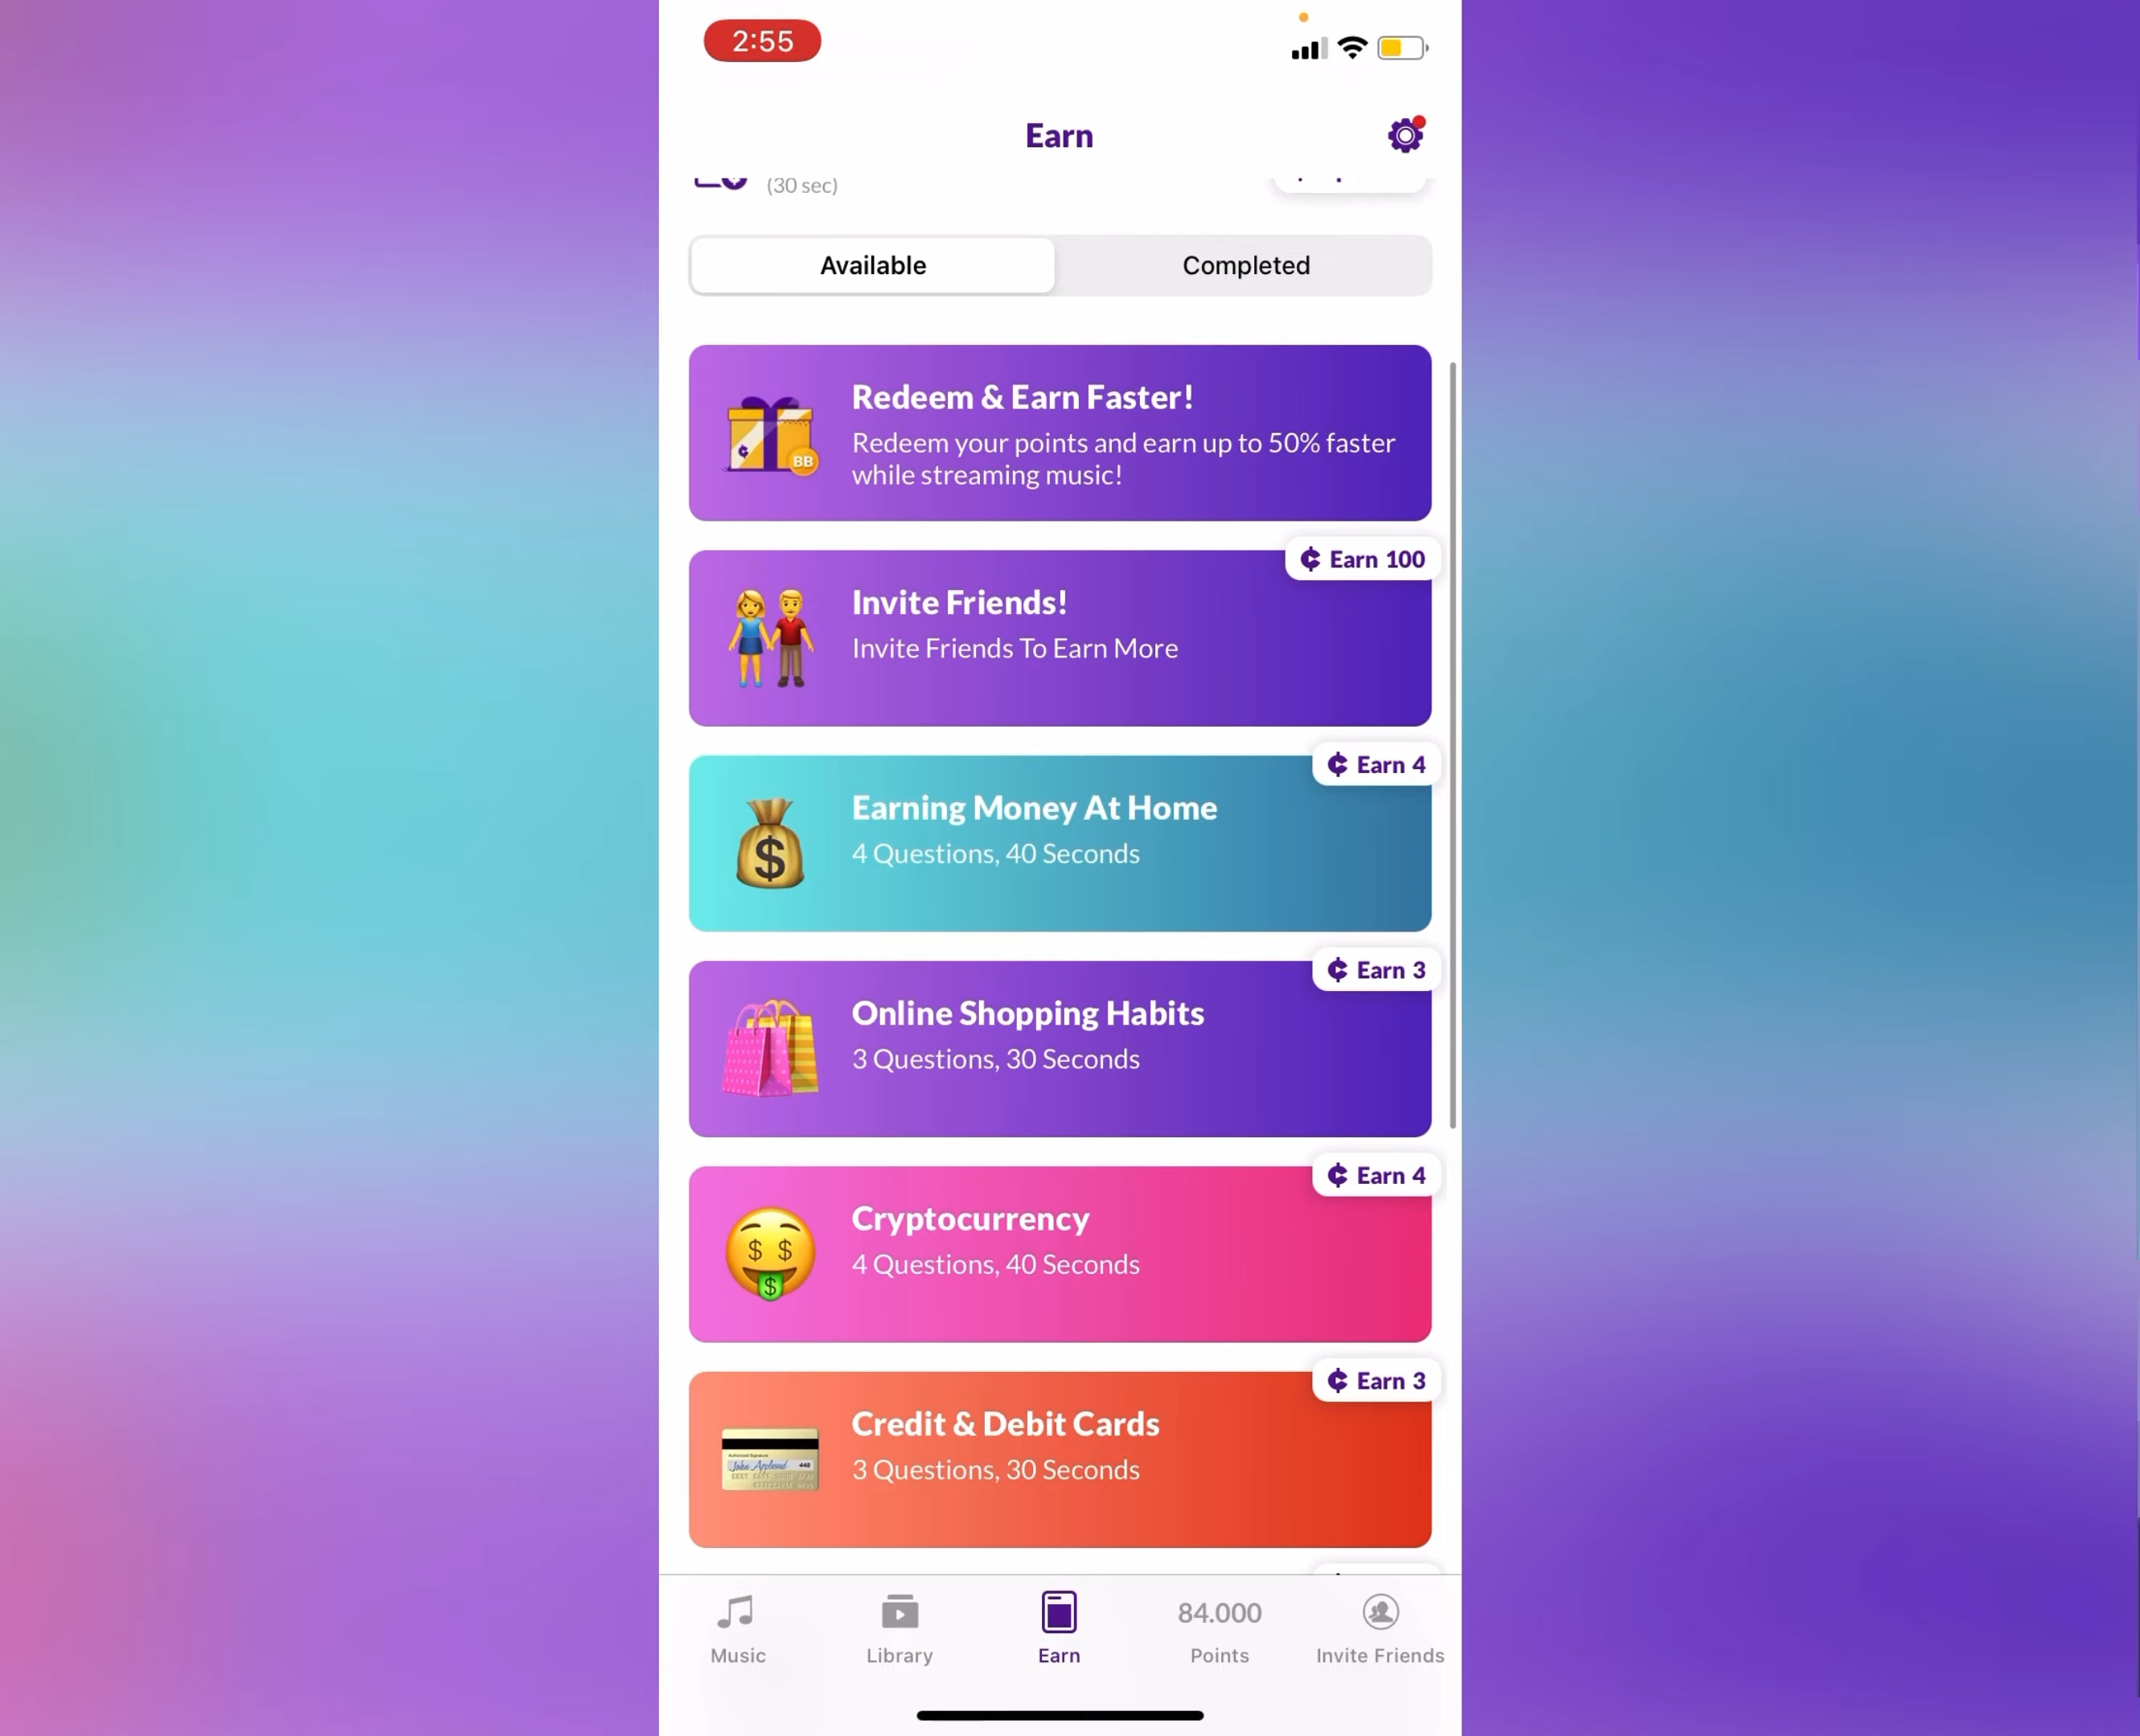 2:55
Earn
(30 sec)
Available
Completed
Redeem & Earn Faster!
Redeem your points and earn up to 50% faster
while streaming music!
BB
Earn 100
Invite Friends!
Invite Friends To Earn More
Earn 4
Earning Money At Home
4 Questions, 40 Seconds
$
Earn 3
Online Shopping Habits
3 Questions, 30 Seconds
Earn 4
Cryptocurrency
4 Questions, 40 Seconds
$ $
$
Earn 3
Credit & Debit Cards
3 Questions, 30 Seconds
84.000
Music
Library
Earn
Points
Invite Friends